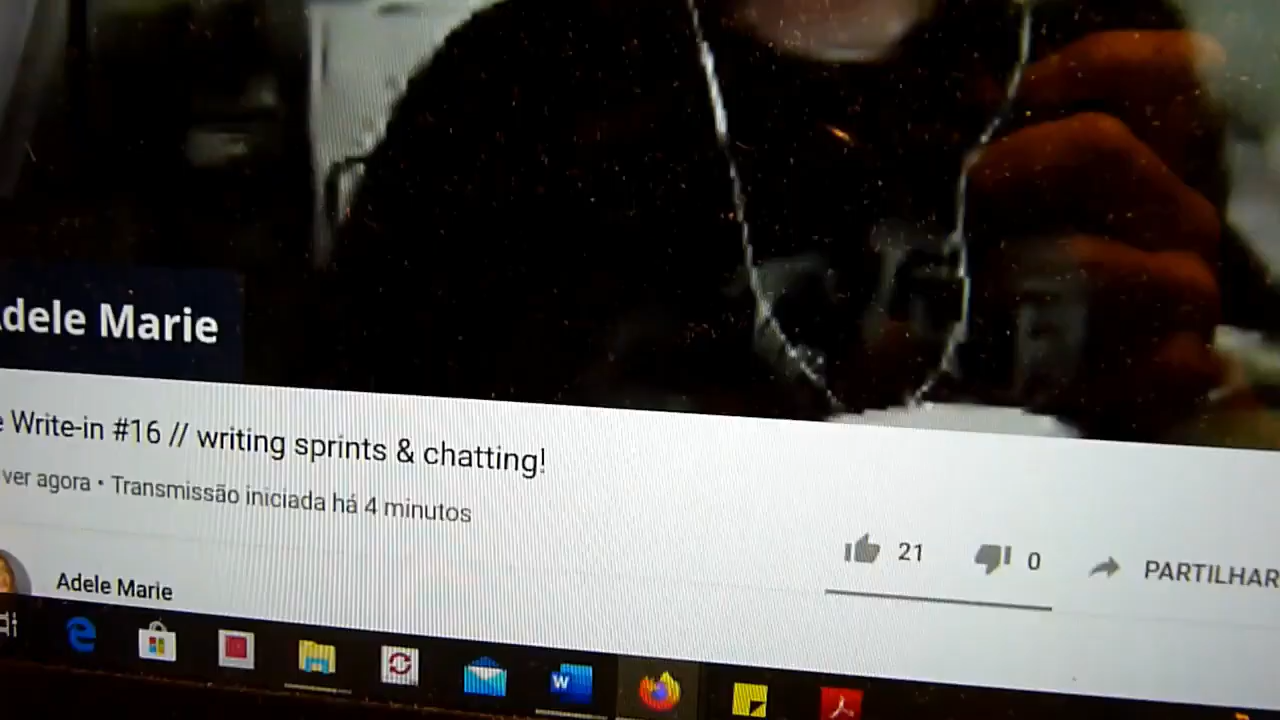 dele Marie
Write-in #16 // writing sprints & chatting!
ver agora • Transmissão iniciada há 4 minutos
21
0
PARTILHAR
Adele Marie
W